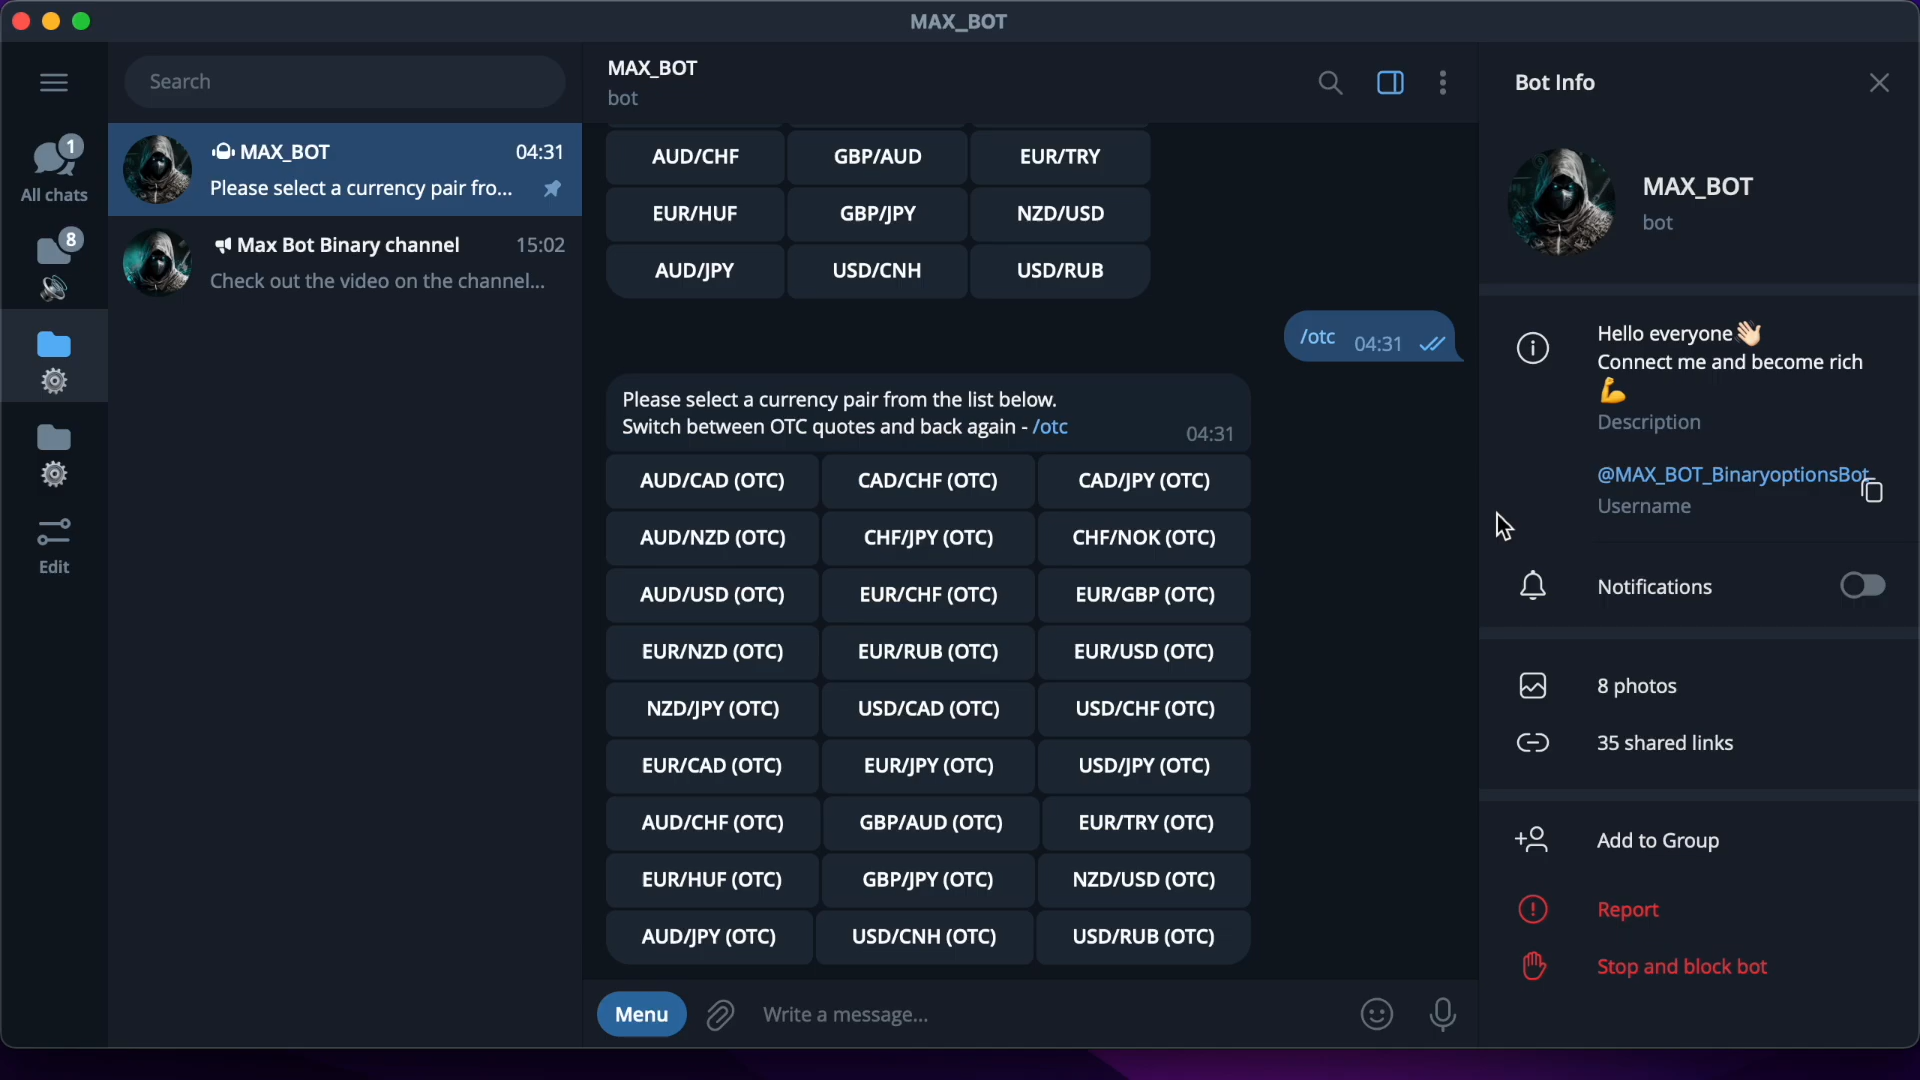 MAX_BOT
1
All chats
8
Edit
Search
MAX_BOT 04:31
Please select a currency pair fro...
Max Bot Binary channel 15:02
Check out the video on the channel...
MAX_BOT
bot
AUD/CHF GBP/AUD EUR/TRY
EUR/HUF GBP/JPY NZD/USD
AUD/JPY USD/CNH USD/RUB
/otc 04:31
Please select a currency pair from the list below.
Switch between OTC quotes and back again - /otc
04:31
AUD/CAD (OTC) CAD/CHF (OTC) CAD/JPY (OTC)
AUD/NZD (OTC) CHF/JPY (OTC) CHF/NOK (OTC)
AUD/USD (OTC) EUR/CHF (OTC) EUR/GBP (OTC)
EUR/NZD (OTC) EUR/RUB (OTC) EUR/USD (OTC)
NZD/JPY (OTC) USD/CAD (OTC) USD/CHF (OTC)
EUR/CAD (OTC) EUR/JPY (OTC) USD/JPY (OTC)
AUD/CHF (OTC) GBP/AUD (OTC) EUR/TRY (OTC)
EUR/HUF (OTC) GBP/JPY (OTC) NZD/USD (OTC)
AUD/JPY (OTC) USD/CNH (OTC) USD/RUB (OTC)
Menu Write a message...
Bot Info
MAX_BOT
bot
Hello everyone👋🏻
Connect me and become rich
💪
Description
@MAX_BOT_BinaryoptionsBot
Username
Notifications
8 photos
35 shared links
Add to Group
Report
Stop and block bot